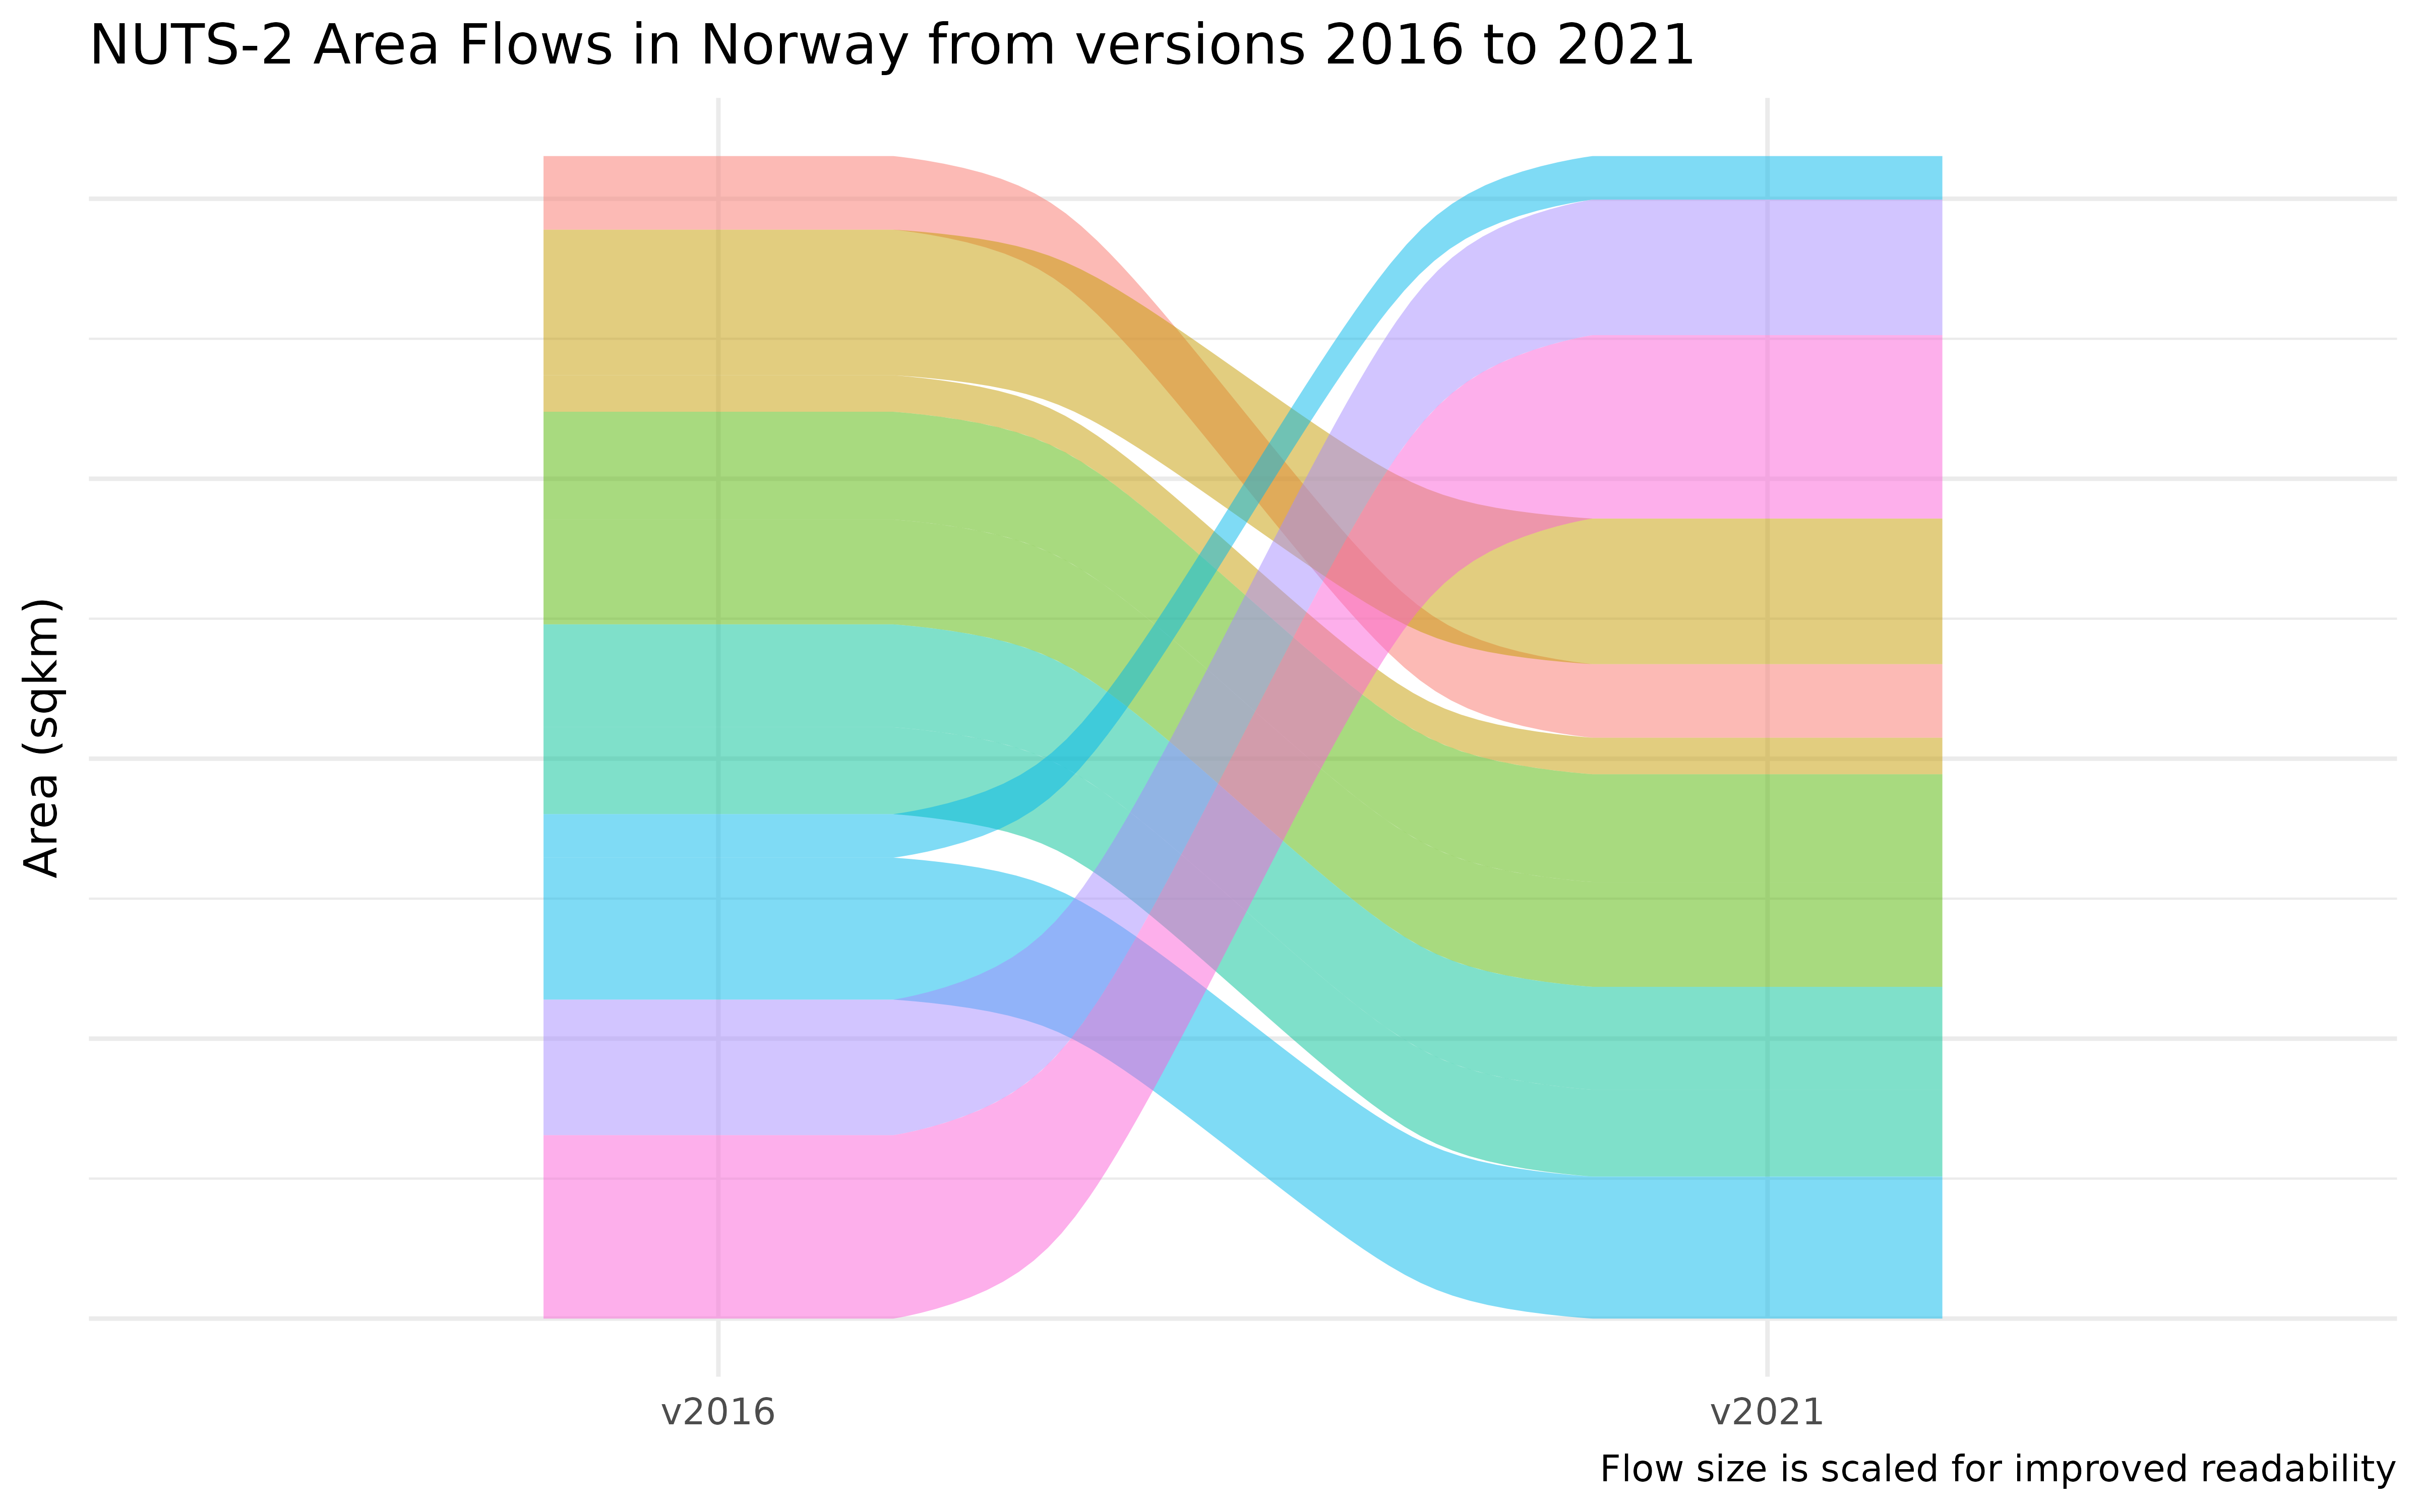 NUTS-2 Area Flows in Norway from versions 2016 to 2021
Area (sqkm)
v2016
v2021
Flow size is scaled for improved readability